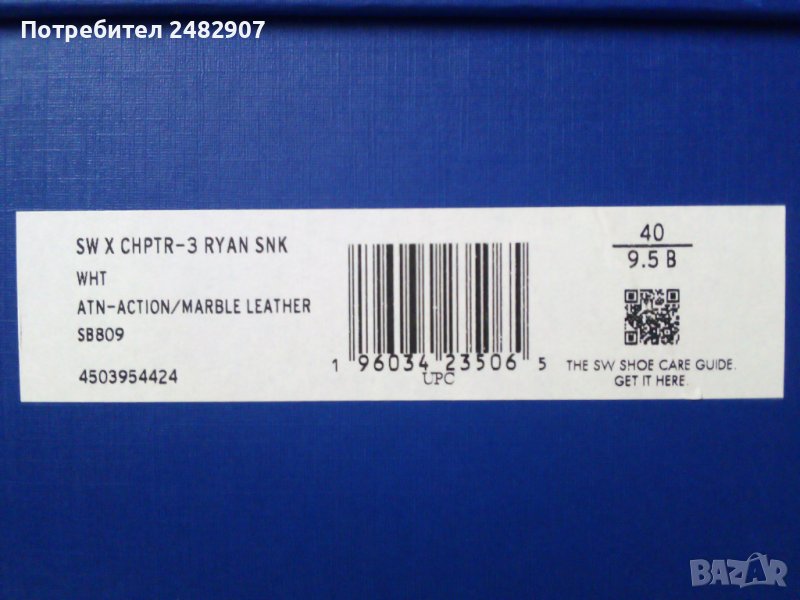 Потребител 2482907
SW X CHPTR-3 RYAN SNK
WHT
ATN-ACTION/MARBLE LEATHER
SB809
4503954424
1 96034 23506 5
UPC
40
9.5 B
THE SW SHOE CARE GUIDE.
GET IT HERE.
BAZAR